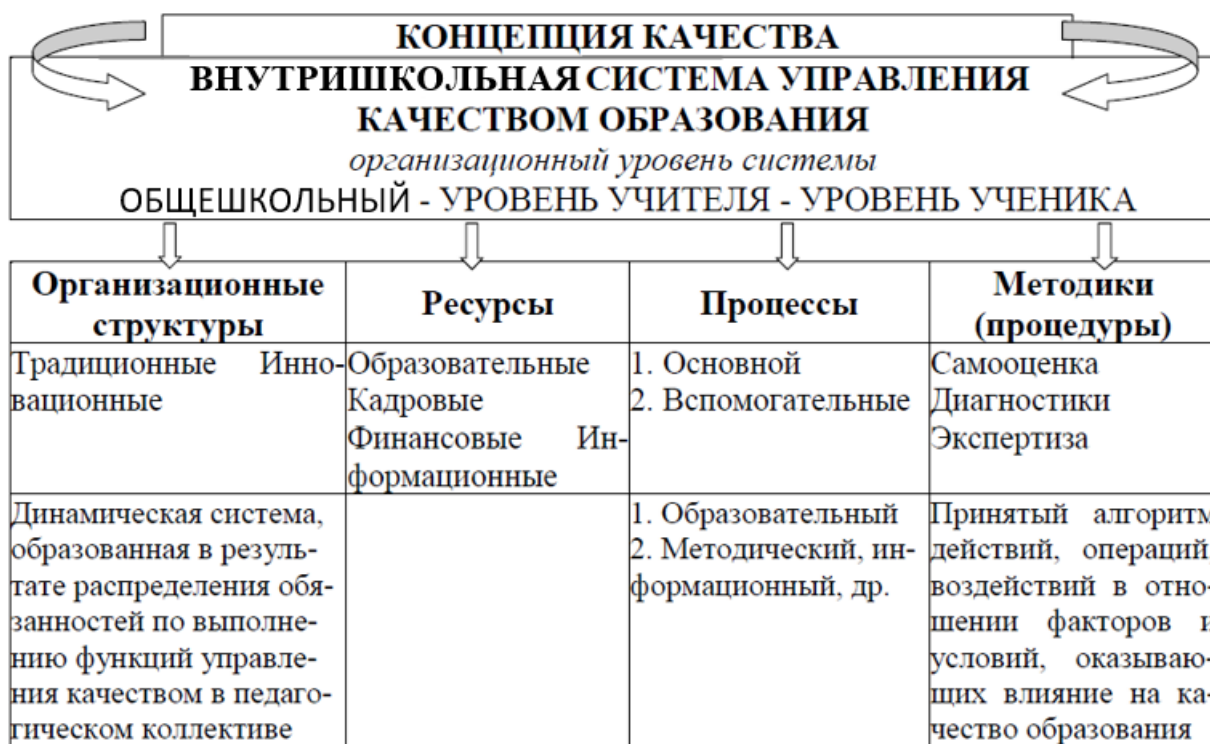 КОНЦЕПЦИЯ КАЧЕСТВА
ВНУТРИШКОЛЬНАЯ СИСТЕМА УПРАВЛЕНИЯ
КАЧЕСТВОМ ОБРАЗОВАНИЯ
организационный уровень системы
ОБЩЕШКОЛЬНЫЙ - УРОВЕНЬ УЧИТЕЛЯ - УРОВЕНЬ УЧЕНИКА
Организационные
структуры
Ресурсы
Процессы
Методики
(процедуры)
Традиционные Инно-
вационные
Образовательные
Кадровые
Финансовые Ин-
формационные
1. Основной
2. Вспомогательные
Самооценка
Диагностики
Экспертиза
Динамическая система,
образованная в резуль-
тате распределения обя-
занностей по выполне-
нию функций управле-
ния качеством в педаго-
гическом коллективе
1. Образовательный
2. Методический, ин-
формационный, др.
Принятый алгоритм
действий, операций,
воздействий в отно-
шении факторов и
условий, оказываю-
щих влияние на ка-
чество образования